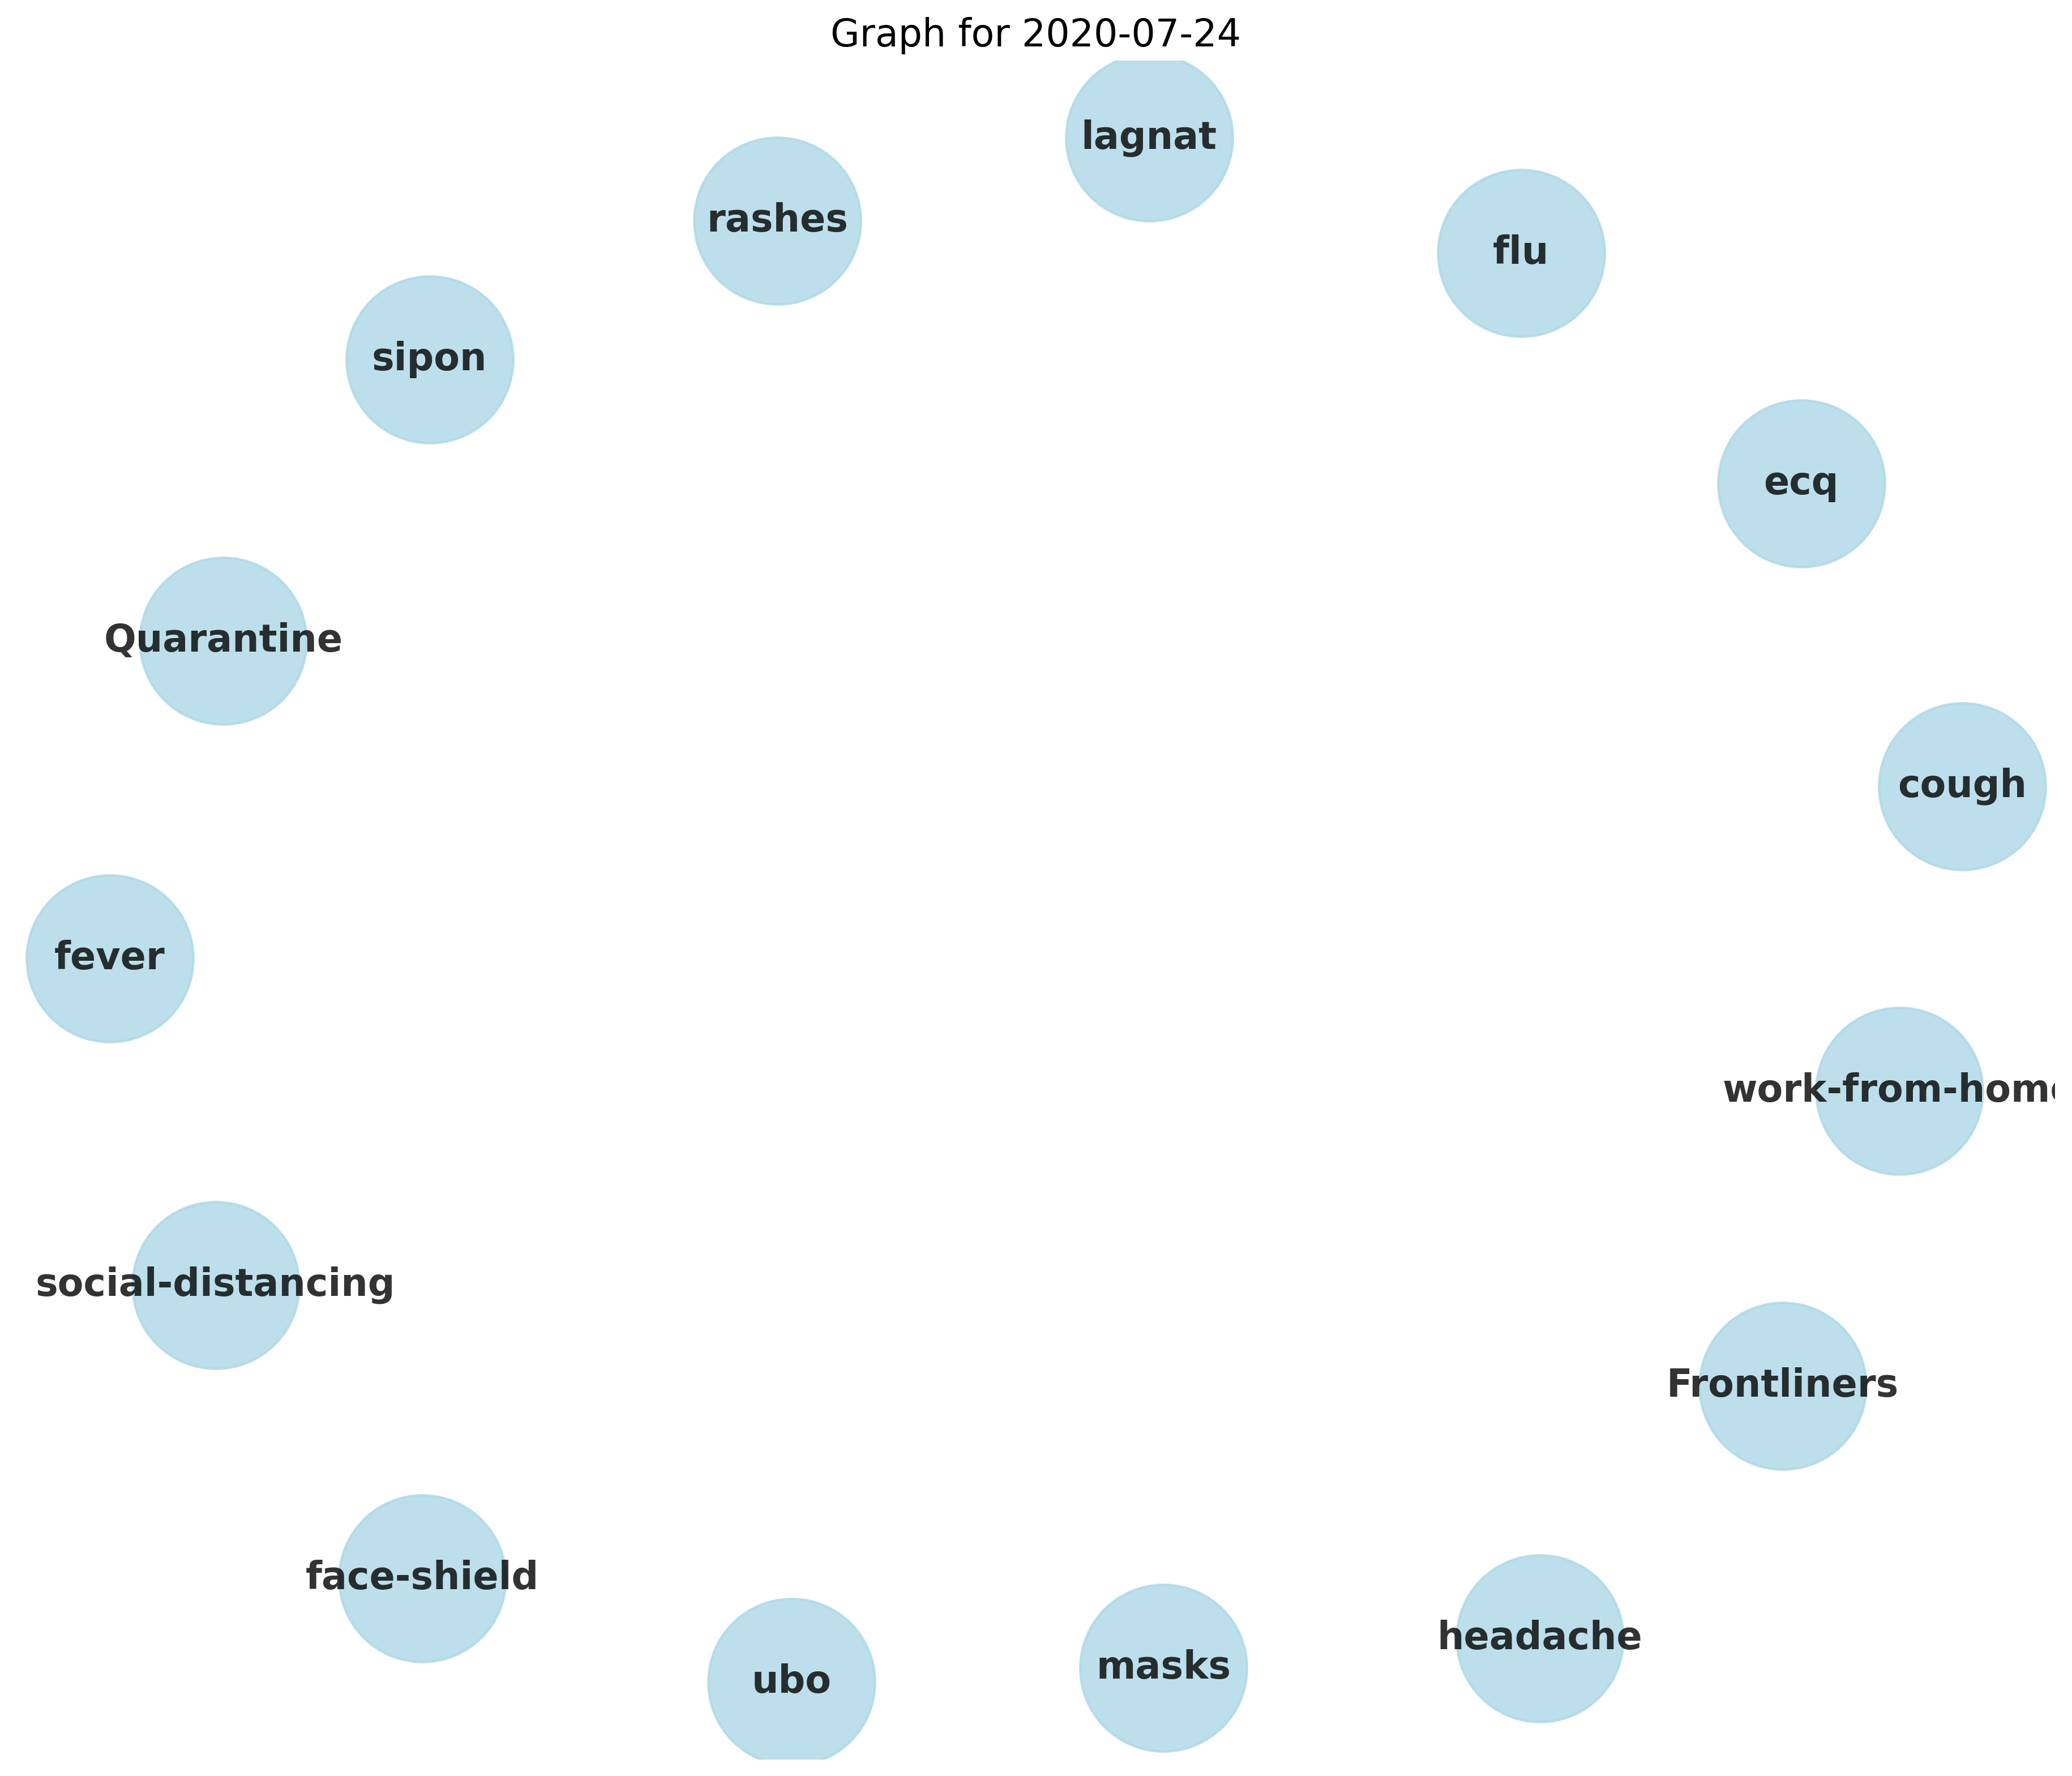 Graph for 2020-07-24
lagnat
rashes
flu
sipon
ecq
Quarantine
cough
fever
work-from-hom
social-distancing
Frontliners
face-shield
headache
masks
ubo